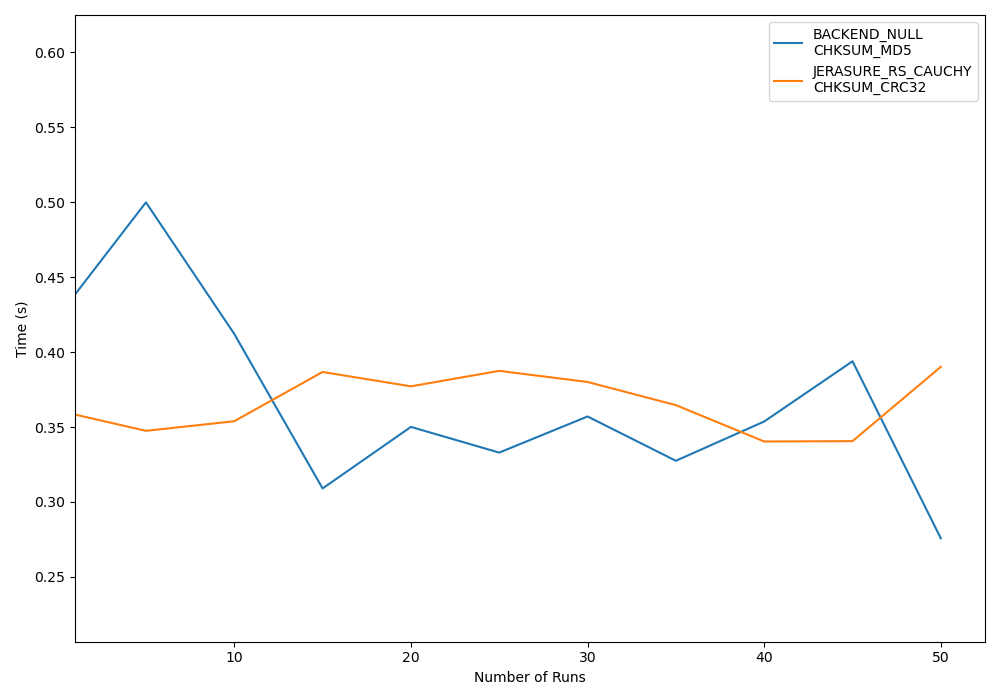 BACKEND_NULL
CHKSUM_MD5
JERASURE_RS_CAUCHY
CHKSUM_CRC32
0.60
0.55
0.50
0.45
0.40
0.35
0.30
0.25
Time (s)
10 20 30 40 50
Number of Runs